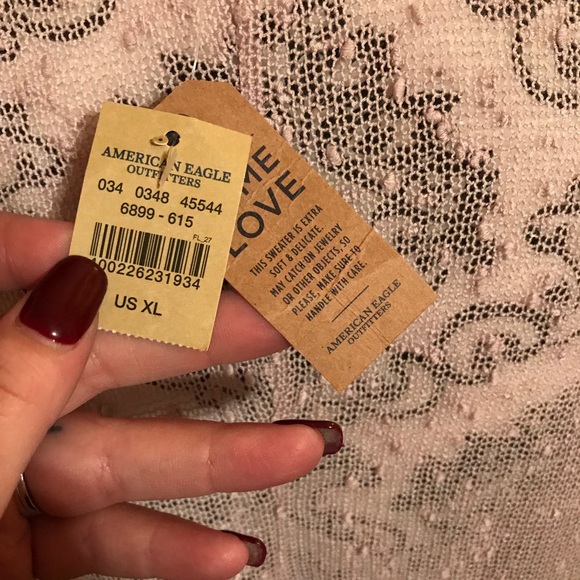 AMERICAN EAGLE
OUTFITTERS
034 0348 45544
6899 - 615
FL_27
400226231934
US XL
ME
LOVE
THIS SWEATER IS EXTRA
SOFT & DELICATE.
MAY CATCH ON JEWELRY
OR OTHER OBJECTS, SO
PLEASE, MAKE SURE TO
HANDLE WITH CARE.
AMERICAN EAGLE
OUTFITTERS